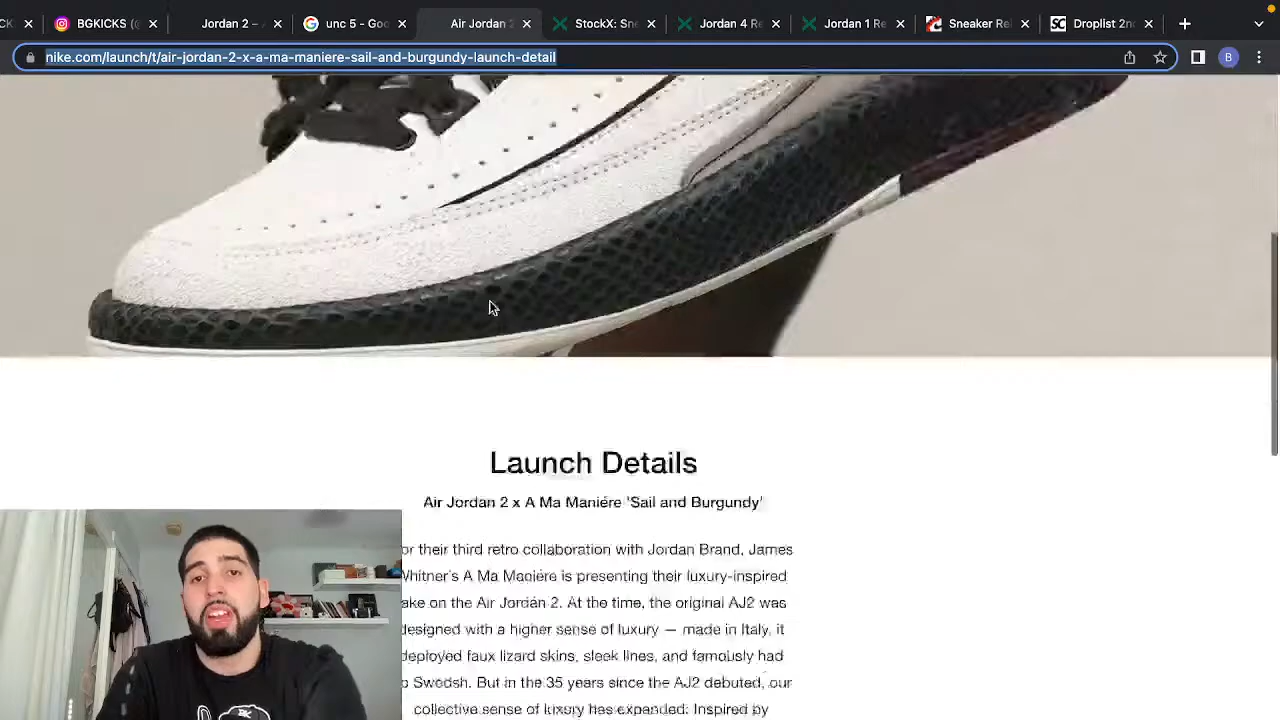 CKS
BGKICKS (
Jordan 2 –
unc 5 - Goo
Air Jordan 2
StockX: Sne
Jordan 4 Re
Jordan 1 Re
Sneaker Rel
SC Droplist 2nd
nike.com/launch/t/air-jordan-2-x-a-ma-maniere-sail-and-burgundy-launch-detail
B
Launch Details
Air Jordan 2 x A Ma Maniére 'Sail and Burgundy'
or their third retro collaboration with Jordan Brand, James
Whitner's A Ma Maniére is presenting their luxury-inspired
ake on the Air Jordan 2. At the time, the original AJ2 was
designed with a higher sense of luxury — made in Italy, it
deployed faux lizard skins, sleek lines, and famously had
o Swoosh. But in the 35 years since the AJ2 debuted, our
collective sense of luxury has expanded. Inspired by